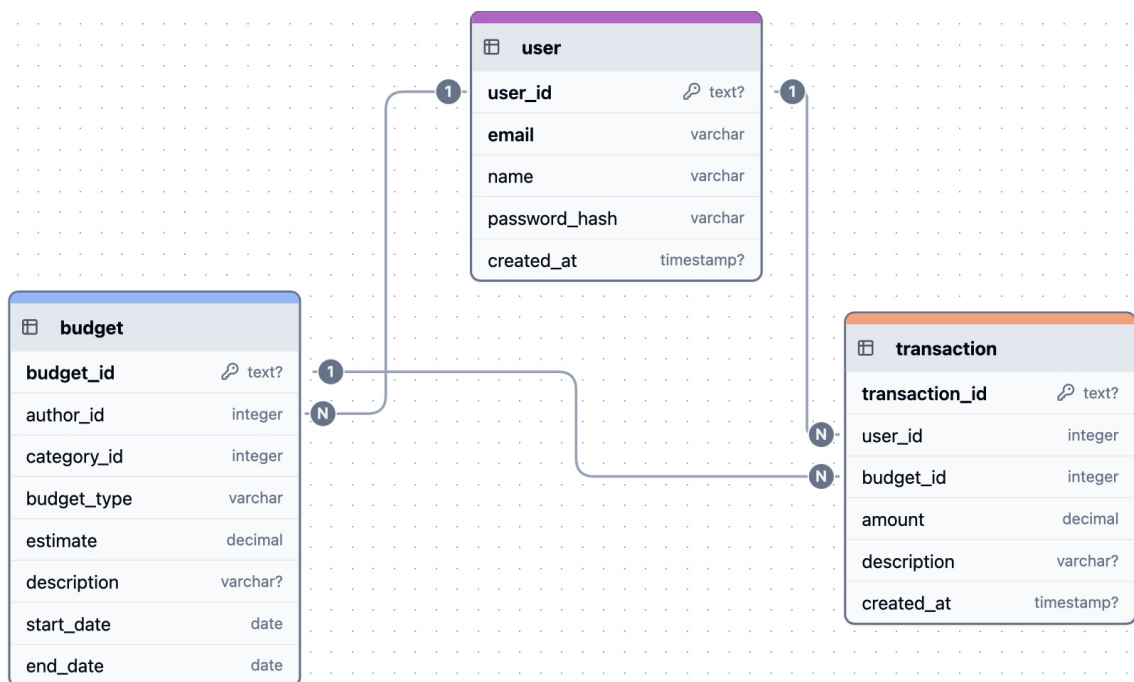 user
1
user_id text?
1
email varchar
name varchar
password_hash varchar
created_at timestamp?
budget
budget_id text?
1
author_id integer
N
category_id integer
budget_type varchar
estimate decimal
description varchar?
start_date date
end_date date
transaction
transaction_id text?
N
user_id integer
N
budget_id integer
amount decimal
description varchar?
created_at timestamp?